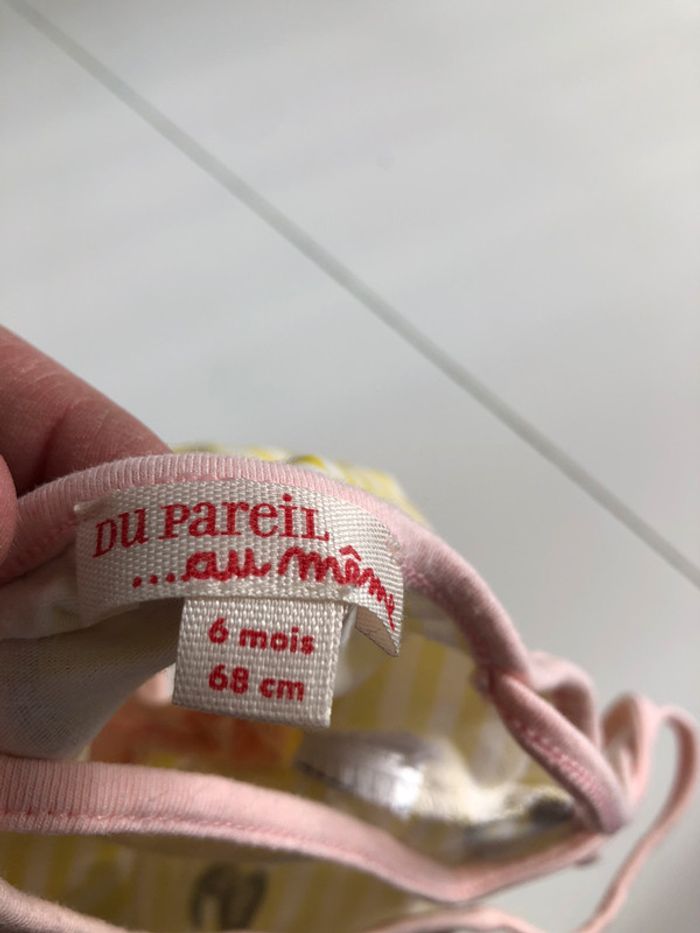 DU PAREIL
...au même
6 mois
68 cm